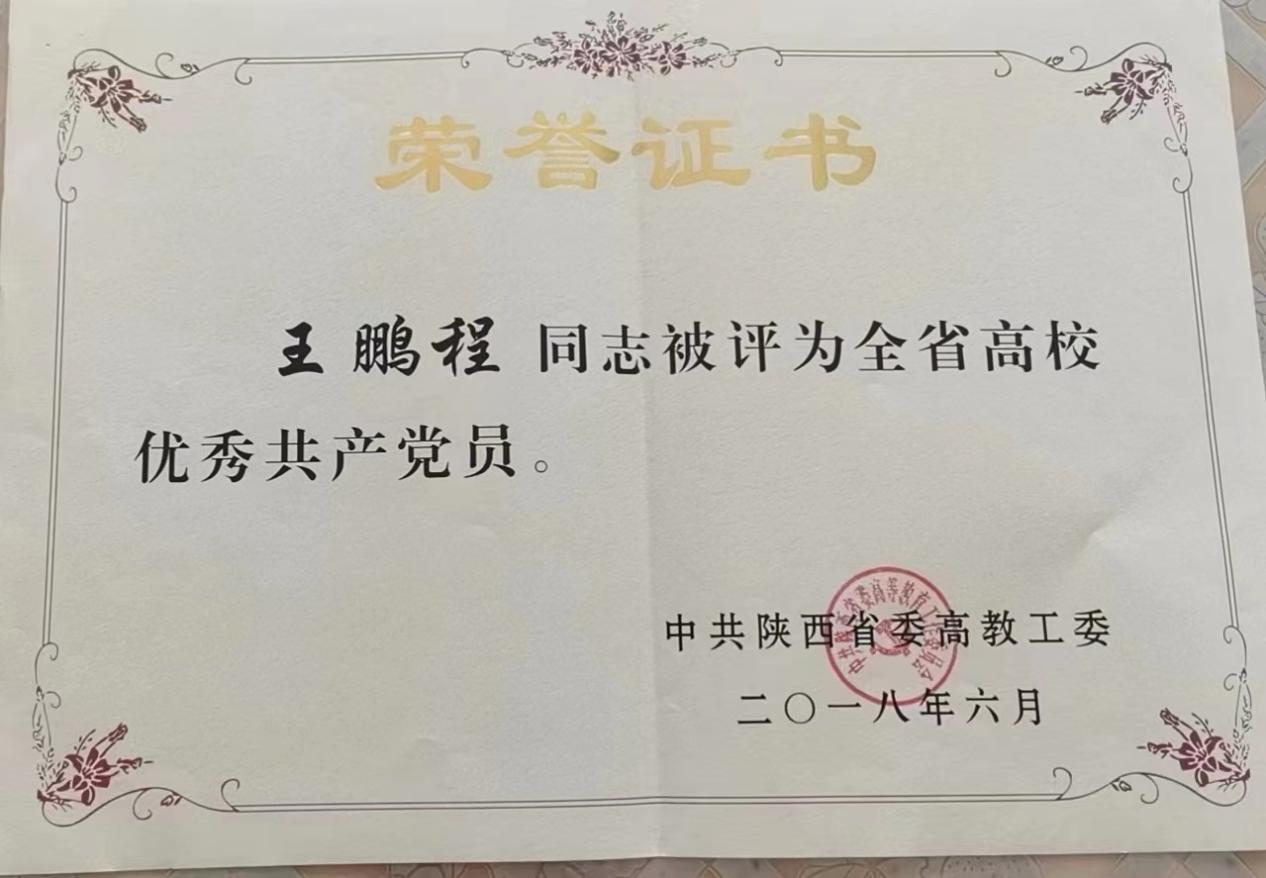 荣誉证书
王鹏程 同志被评为全省高校
优秀共产党员。
中共陕西省委高教工委
二〇一八年六月